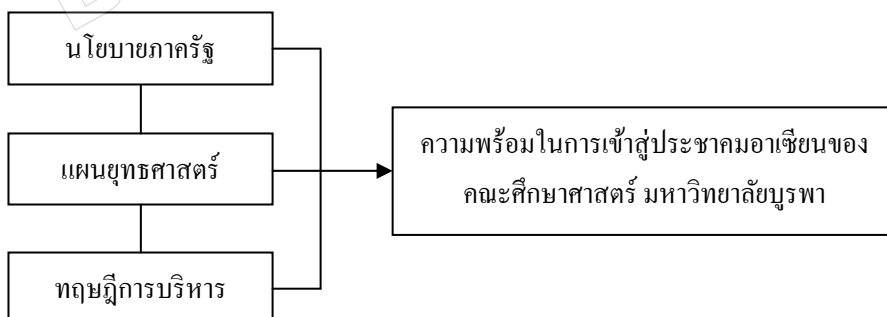 นโยบายภาครัฐ
แผนยุทธศาสตร์
ทฤษฎีการบริหาร
ความพร้อมในการเข้าสู่ประชาคมอาเซียนของ
คณะศึกษาศาสตร์ มหาวิทยาลัยบูรพา